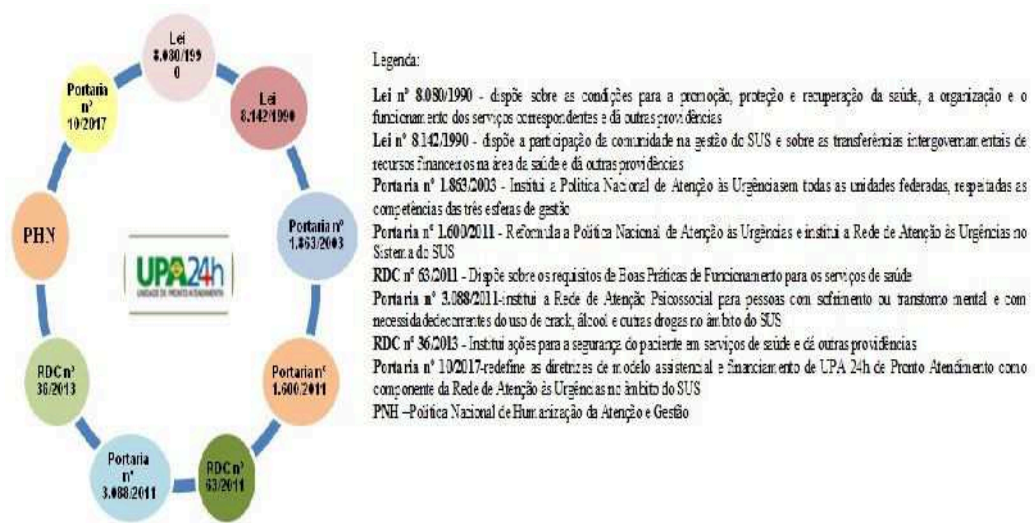 Lei
8.080/199
0
Lei
8.142/1990
Portaria nº
1.863/2003
Portaria nº
1.600/2011
RDC nº
63/2011
Portaria
nº
3.088/2011
RDC nº
36/2013
PHN
Portaria
nº
10/2017
UPA24h
UNIDADE DE PRONTO ATENDIMENTO
Legenda:
Lei nº 8.080/1990 - dispõe sobre as condições para a promoção, proteção e recuperação da saúde, a organização e o
funcionamento dos serviços correspondentes e dá outras providências
Lei nº 8.142/1990 - dispõe a participação da comunidade na gestão do SUS e sobre as transferências intergovernamentais de
recursos financeiros na área da saúde e dá outras providências
Portaria nº 1.863/2003 - Institui a Política Nacional de Atenção às Urgênciasem todas as unidades federadas, respeitadas as
competências das três esferas de gestão
Portaria nº 1.600/2011 - Reformula a Política Nacional de Atenção às Urgências e institui a Rede de Atenção às Urgências no
Sistema do SUS
RDC nº 63/2011 - Dispõe sobre os requisitos de Boas Práticas de Funcionamento para os serviços de saúde
Portaria nº 3.088/2011-institui a Rede de Atenção Psicossocial para pessoas com sofrimento ou transtorno mental e com
necessidadedecorrentes do uso de crack, álcool e outras drogas no âmbito do SUS
RDC nº 36/2013 - Institui ações para a segurança do paciente em serviços de saúde e dá outras providências
Portaria nº 10/2017-redefine as diretrizes de modelo assistencial e financiamento de UPA 24h de Pronto Atendimento como
componente da Rede de Atenção às Urgências no âmbito do SUS
PNH –Política Nacional de Humanização da Atenção e Gestão